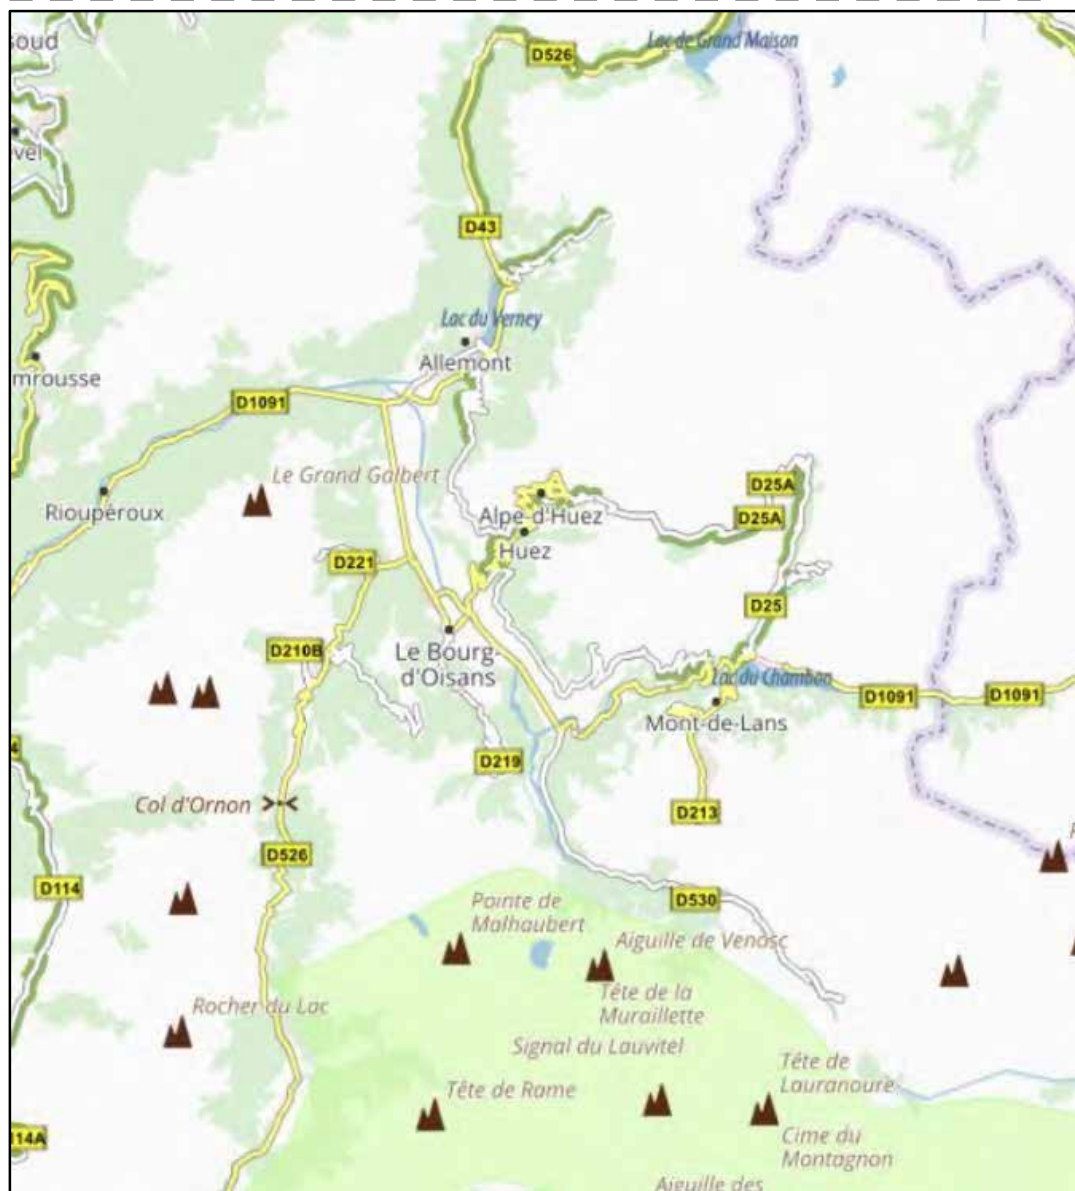 Lac de Grand Maison
D526
D43
Lac du Verney
Allemont
D1091
Le Grand Galbert
Rioupéroux
D25A
D25A
Alpe-d'Huez
Huez
D221
D25
D210B
Le Bourg-
d'Oisans
Lac du Chambon
D1091
D1091
Mont-de-Lans
D219
D213
Col d'Ornon
D526
D114
D530
Pointe de
Malhaubert
Aiguille de Venosc
Tête de la
Muraillette
Rocher du Lac
Signal du Lauvitel
Tête de
Lauranoure
Tête de Rame
Cime du
Montagnon
Aiguille des